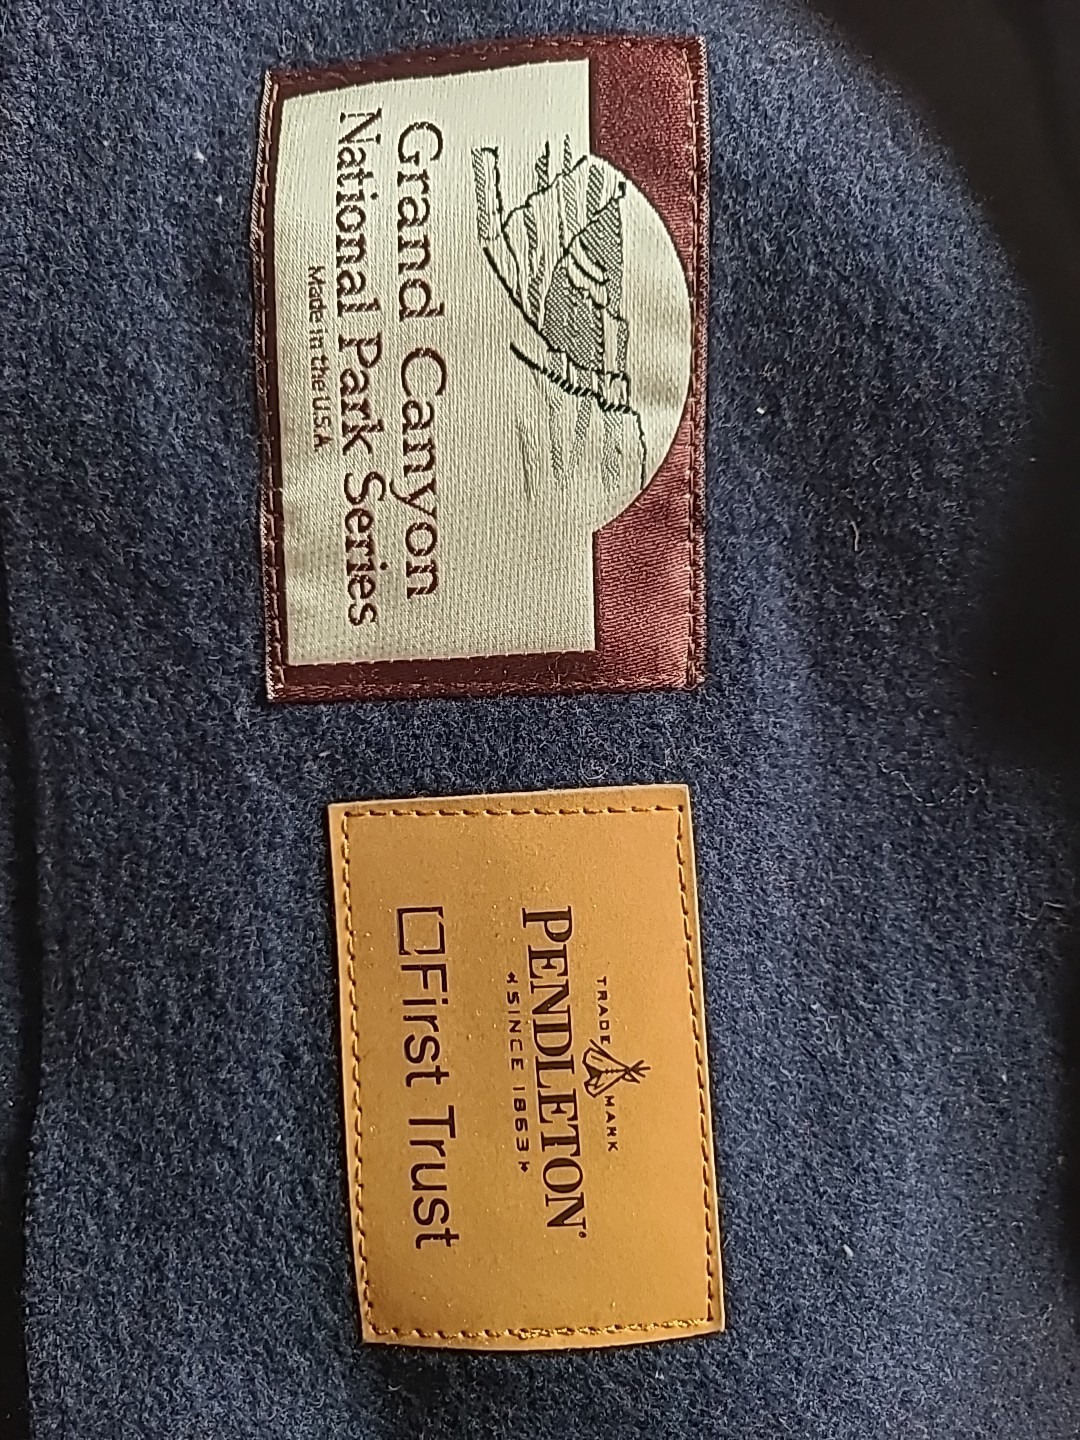 Grand Canyon
National Park Series
Made in the U.S.A.
TRADE MARK
PENDLETON®
SINCE 1863
First Trust